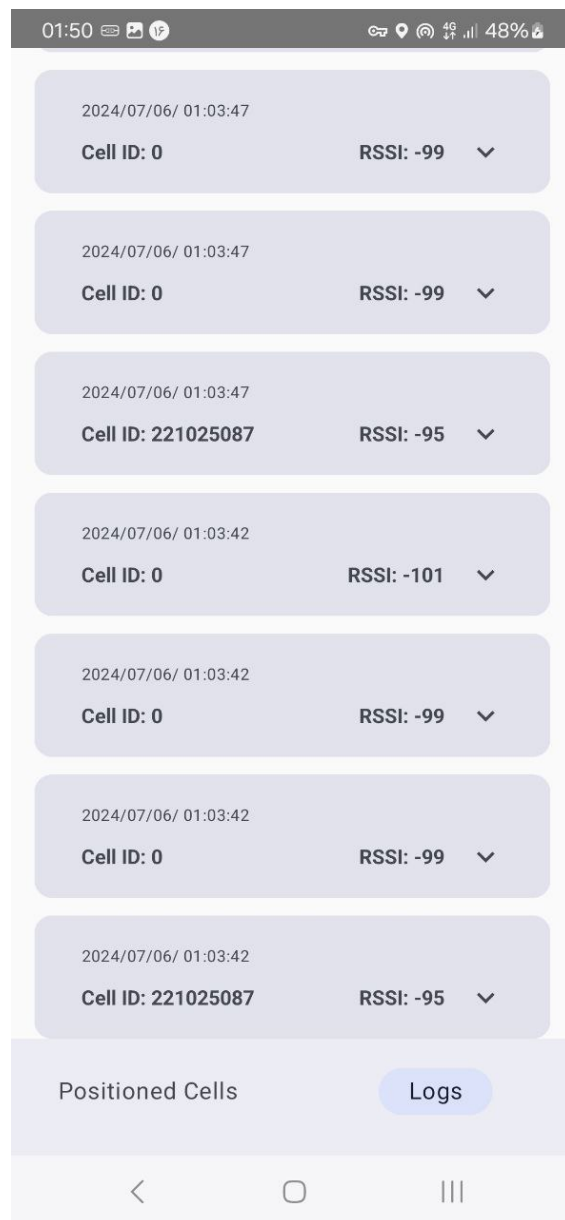 01:50 ۱۶ 4G 48%
2024/07/06/ 01:03:47
Cell ID: 0 RSSI: -99
2024/07/06/ 01:03:47
Cell ID: 0 RSSI: -99
2024/07/06/ 01:03:47
Cell ID: 221025087 RSSI: -95
2024/07/06/ 01:03:42
Cell ID: 0 RSSI: -101
2024/07/06/ 01:03:42
Cell ID: 0 RSSI: -99
2024/07/06/ 01:03:42
Cell ID: 0 RSSI: -99
2024/07/06/ 01:03:42
Cell ID: 221025087 RSSI: -95
Positioned Cells Logs